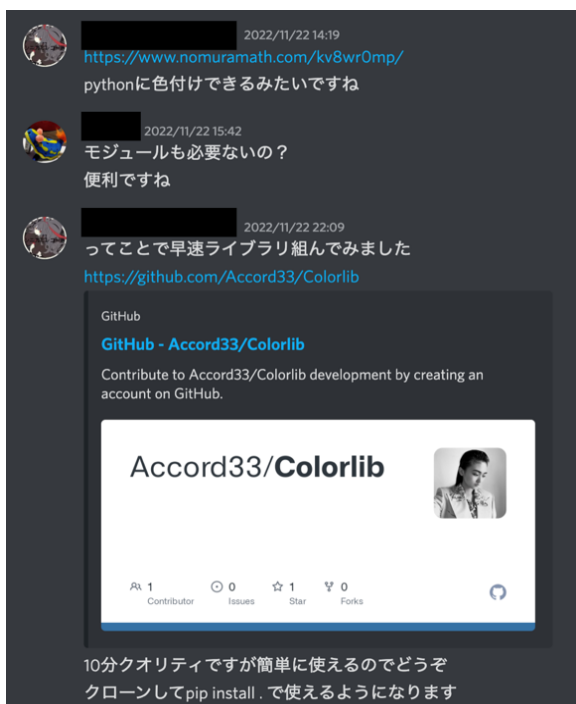 2022/11/22 14:19
https://www.nomuramath.com/kv8wr0mp/
pythonに色付けできるみたいですね
2022/11/22 15:42
モジュールも必要ないの？
便利ですね
2022/11/22 22:09
ってことで早速ライブラリ組んでみました
https://github.com/Accord33/Colorlib
GitHub
GitHub - Accord33/Colorlib
Contribute to Accord33/Colorlib development by creating an
account on GitHub.
Accord33/Colorlib
1 0 1 0
Contributor Issues Star Forks
10分クオリティですが簡単に使えるのでどうぞ
クローンしてpip install . で使えるようになります